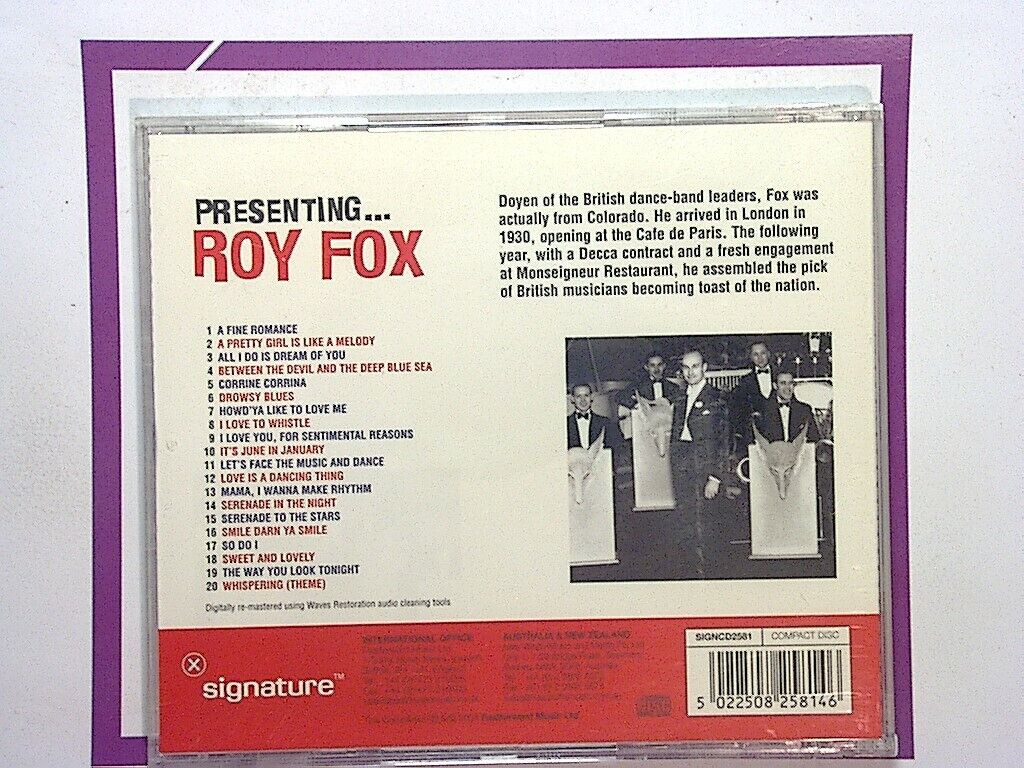 PRESENTING...
ROY FOX
Doyen of the British dance-band leaders, Fox was
actually from Colorado. He arrived in London in
1930, opening at the Cafe de Paris. The following
year, with a Decca contract and a fresh engagement
at Monseigneur Restaurant, he assembled the pick
of British musicians becoming toast of the nation.
1 A FINE ROMANCE
2 A PRETTY GIRL IS LIKE A MELODY
3 ALL I DO IS DREAM OF YOU
4 BETWEEN THE DEVIL AND THE DEEP BLUE SEA
5 CORRINE CORRINA
6 DROWSY BLUES
7 HOWD'YA LIKE TO LOVE ME
8 I LOVE TO WHISTLE
9 I LOVE YOU, FOR SENTIMENTAL REASONS
10 IT'S JUNE IN JANUARY
11 LET'S FACE THE MUSIC AND DANCE
12 LOVE IS A DANCING THING
13 MAMA, I WANNA MAKE RHYTHM
14 SERENADE IN THE NIGHT
15 SERENADE TO THE STARS
16 SMILE DARN YA SMILE
17 SO DO I
18 SWEET AND LOVELY
19 THE WAY YOU LOOK TONIGHT
20 WHISPERING (THEME)
Digitally re-mastered using Waves Restoration audio cleaning tools
signature™
INTERNATIONAL OFFICE
AUSTRALIA & NEW ZEALAND
SIGNCD2581 COMPACT DISC
5 022508 258146